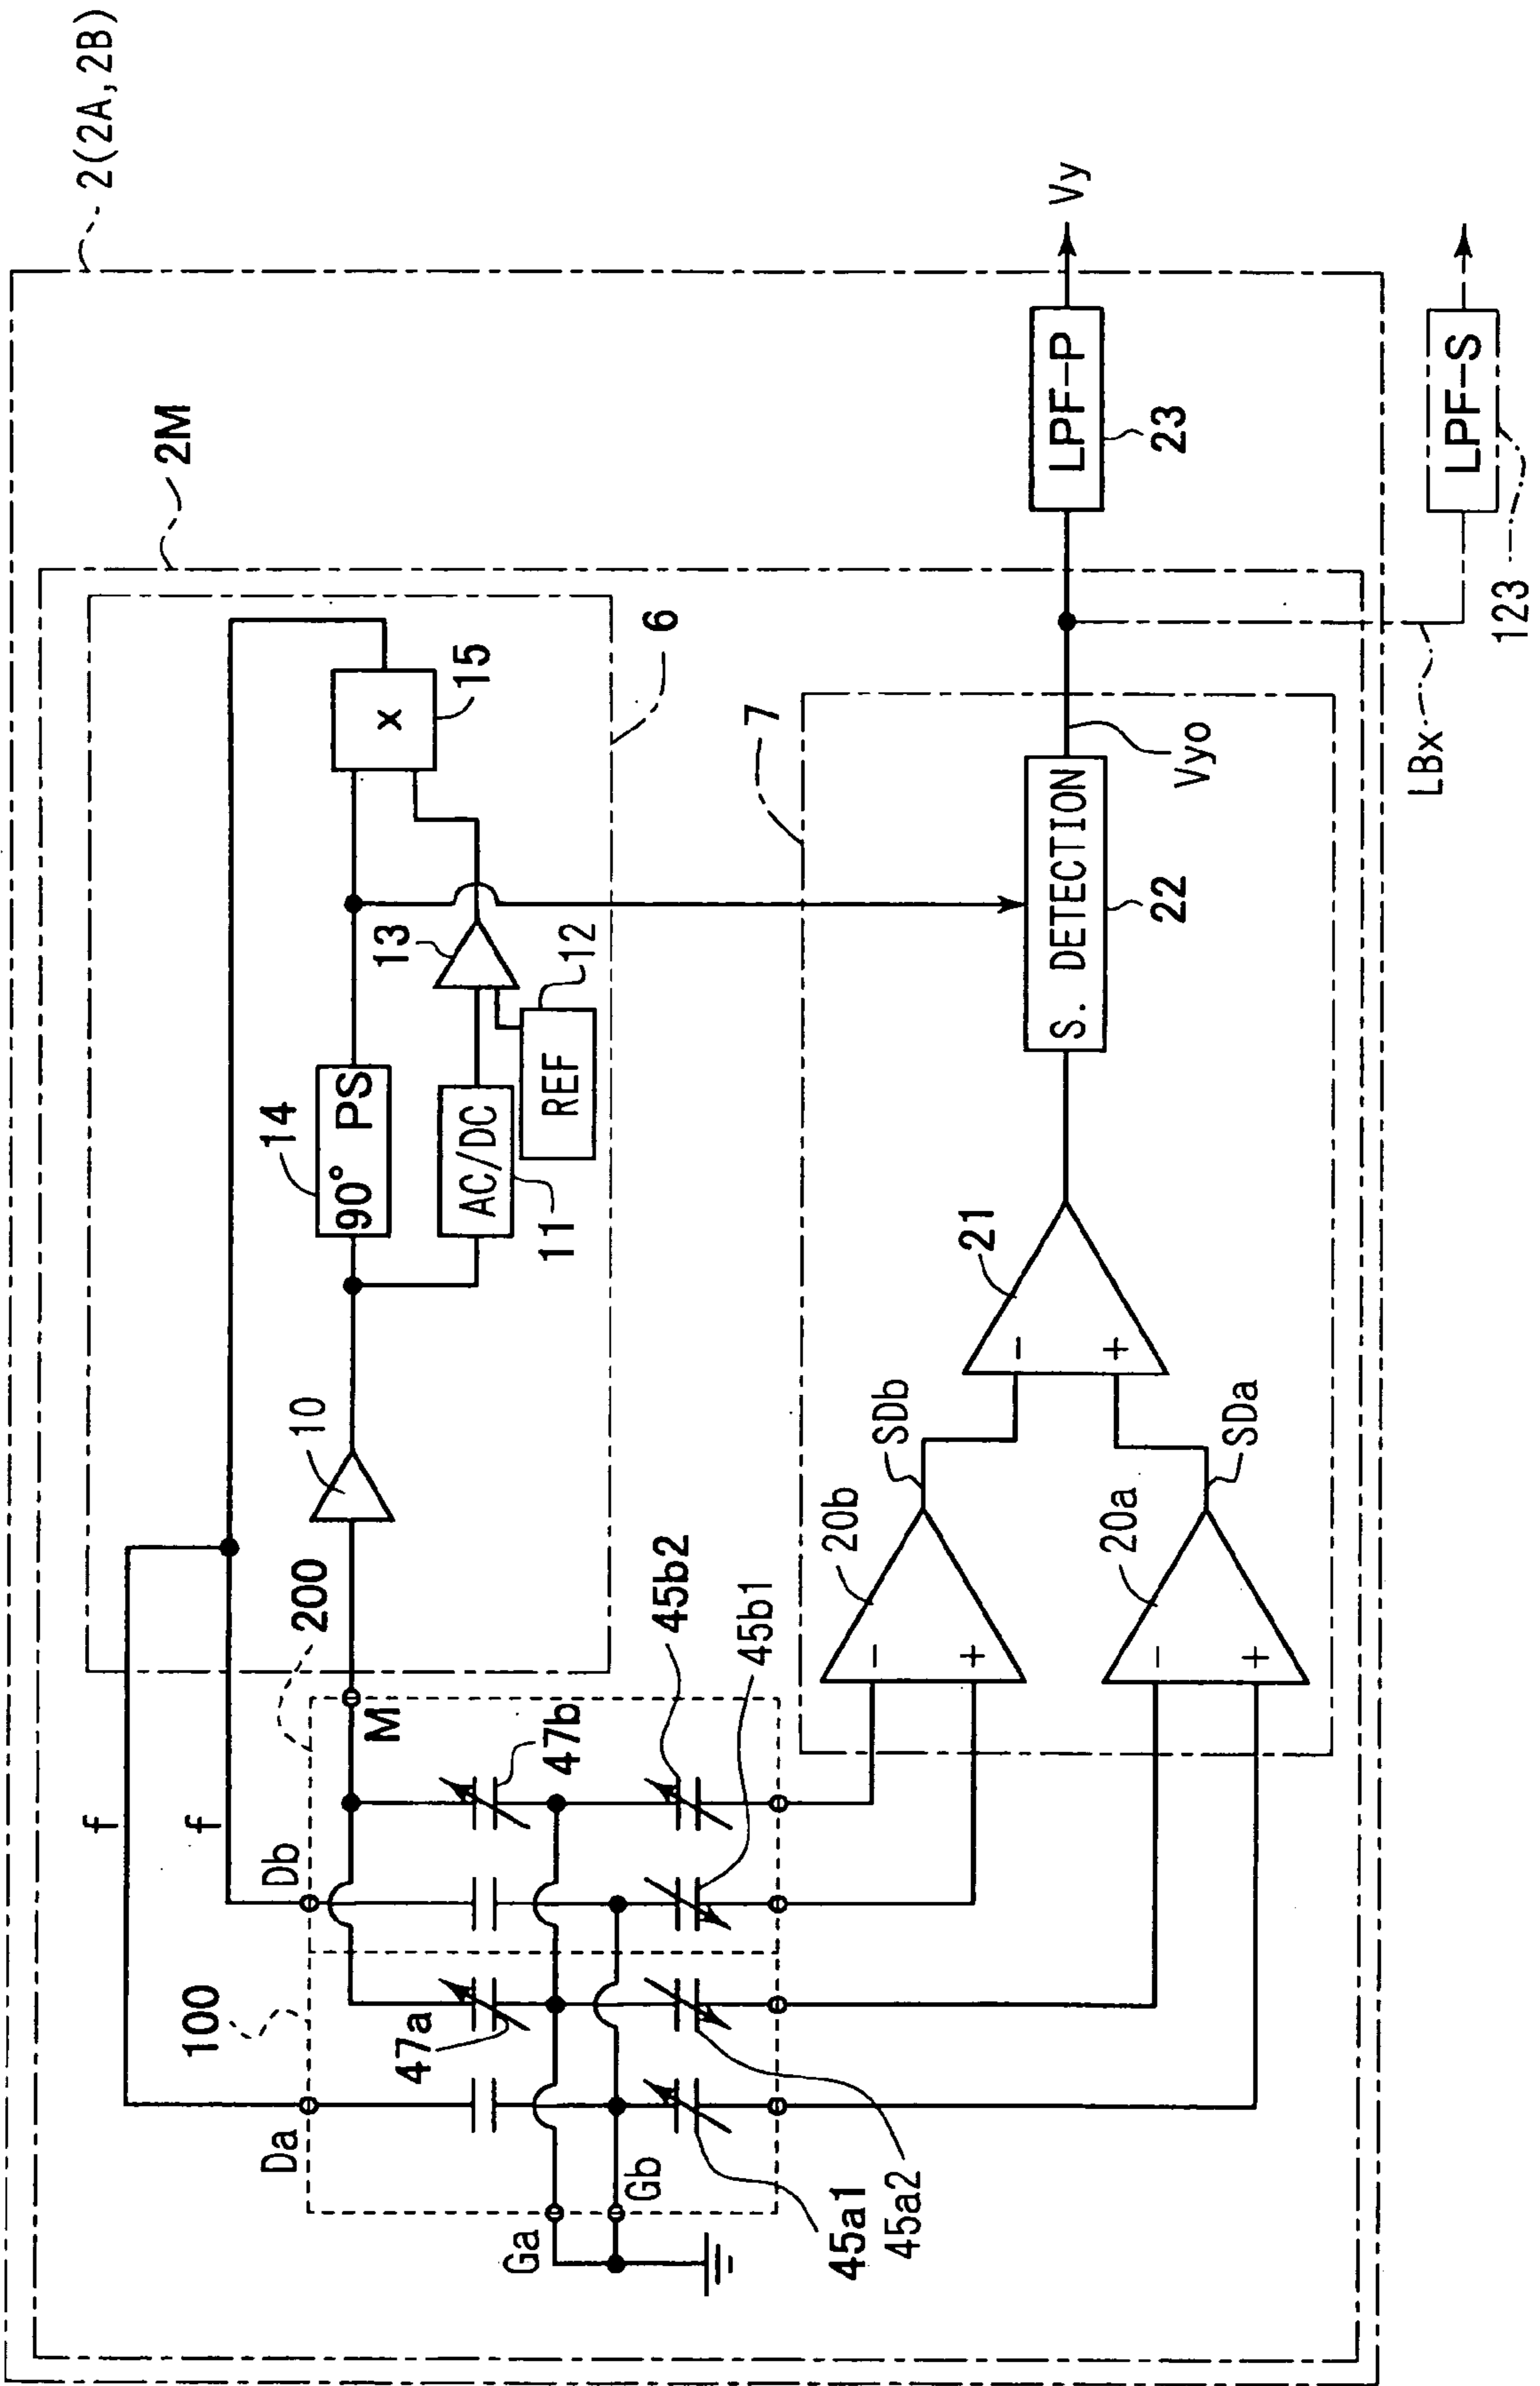 2(2A, 2B)
2M
6
f
f
10
14
90° PS
AC/DC
11
REF
12
13
x
15
100
200
Da
Db
M
47a
47b
Ga
Gb
45a1
45a2
45b1
45b2
7
20b
-
+
20a
-
+
SDb
SDa
21
-
+
S. DETECTION
22
Vyo
LPF-P
23
Vy
LBx
LPF-S
123